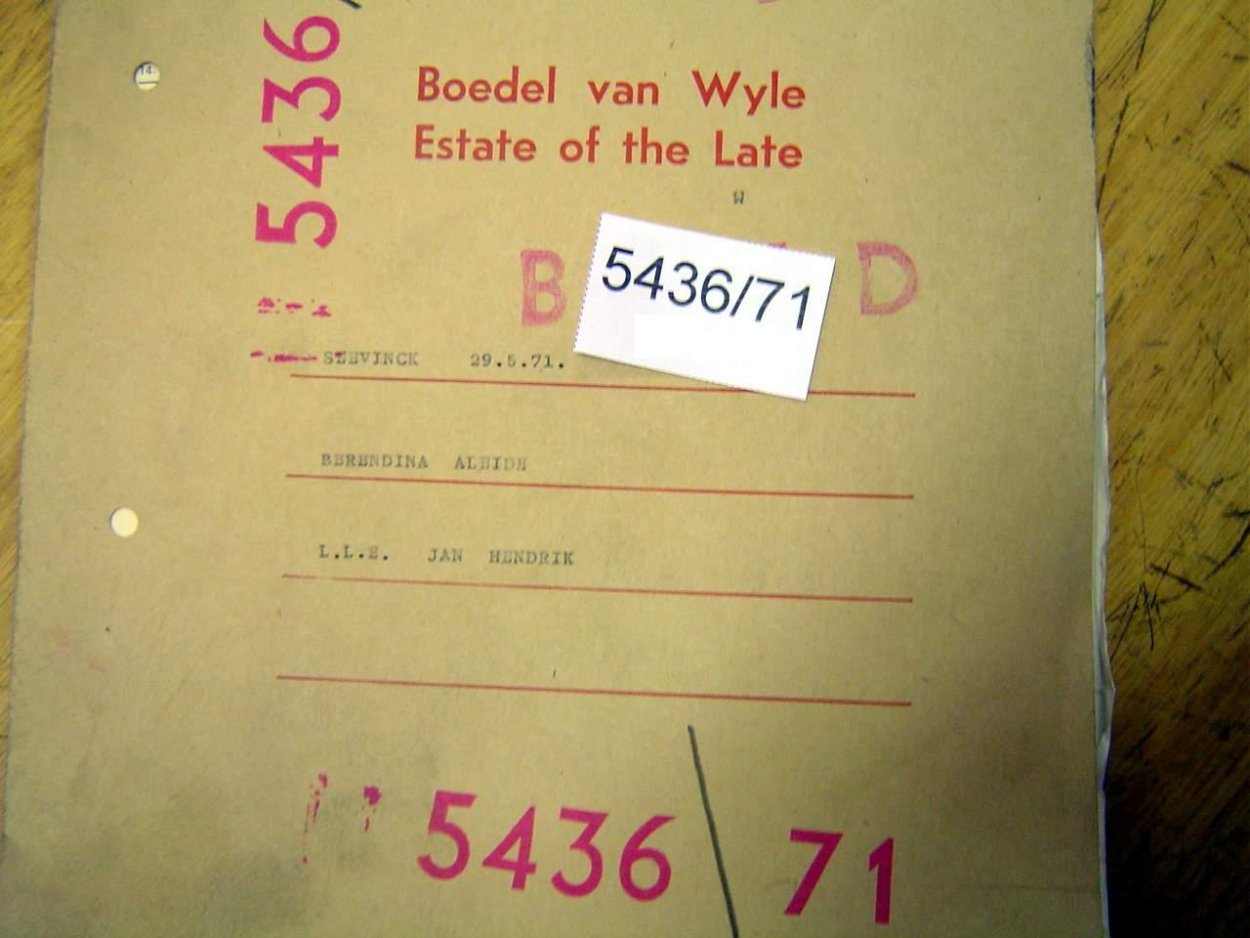 5436
Boedel van Wyle
Estate of the Late
W
B D
5436/71
SEEVINCK 29.5.71.
BERENDINA ALEIDE
L.L.E. JAN HENDRIK
5436/71